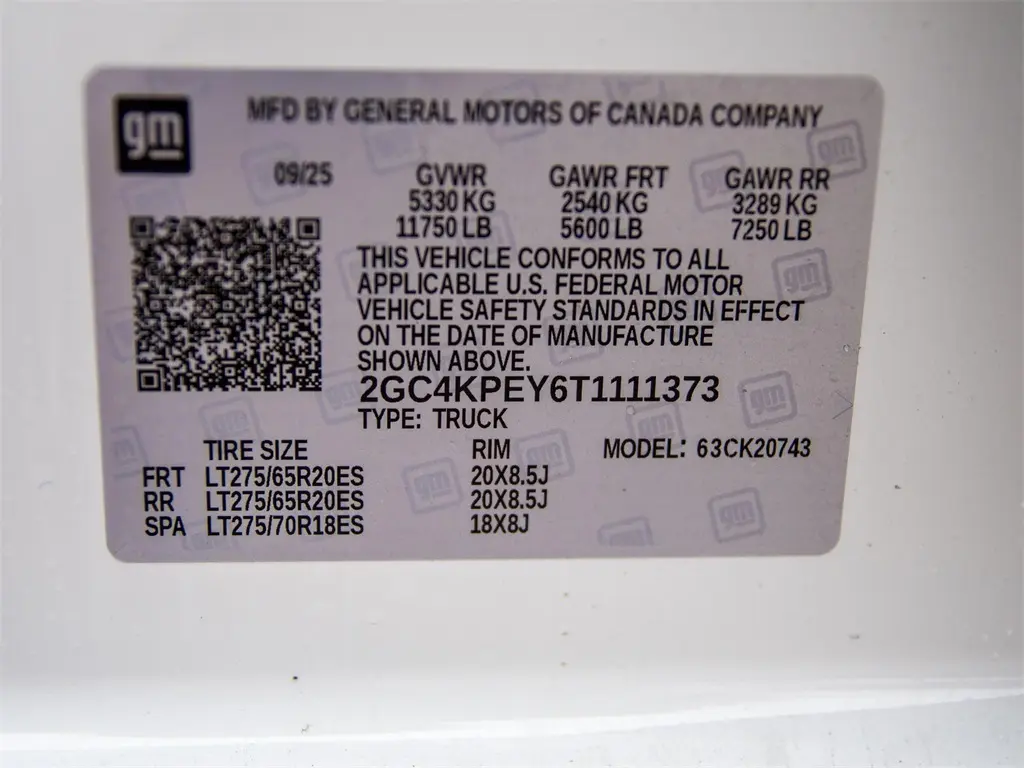 gm
MFD BY GENERAL MOTORS OF CANADA COMPANY
09/25 GVWR GAWR FRT GAWR RR
5330 KG 2540 KG 3289 KG
11750 LB 5600 LB 7250 LB
THIS VEHICLE CONFORMS TO ALL
APPLICABLE U.S. FEDERAL MOTOR
VEHICLE SAFETY STANDARDS IN EFFECT
ON THE DATE OF MANUFACTURE
SHOWN ABOVE.
2GC4KPEY6T1111373
TYPE: TRUCK
TIRE SIZE RIM MODEL: 63CK20743
FRT LT275/65R20ES 20X8.5J
RR LT275/65R20ES 20X8.5J
SPA LT275/70R18ES 18X8J